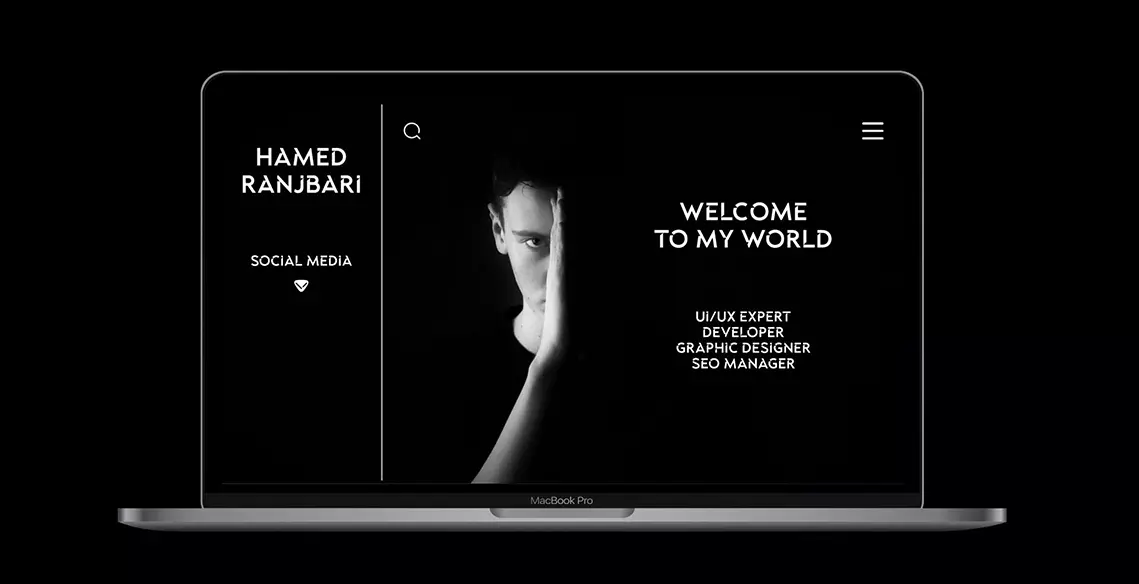 HAMED
RANJBARI
SOCIAL MEDIA
WELCOME
TO MY WORLD
UI/UX EXPERT
DEVELOPER
GRAPHIC DESIGNER
SEO MANAGER
MacBook Pro